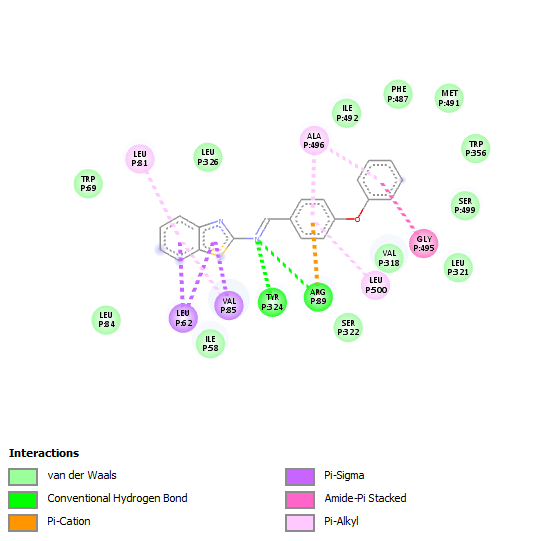 PHE
P:487
MET
P:491
ILE
P:492
ALA
P:496
TRP
P:356
LEU
P:81
LEU
P:326
TRP
P:69
SER
P:499
N
N
S
O
GLY
P:495
VAL
P:318
LEU
P:321
LEU
P:500
ARG
P:89
TYR
P:324
VAL
P:85
LEU
P:62
LEU
P:84
ILE
P:58
SER
P:322
Interactions
van der Waals
Conventional Hydrogen Bond
Pi-Cation
Pi-Sigma
Amide-Pi Stacked
Pi-Alkyl